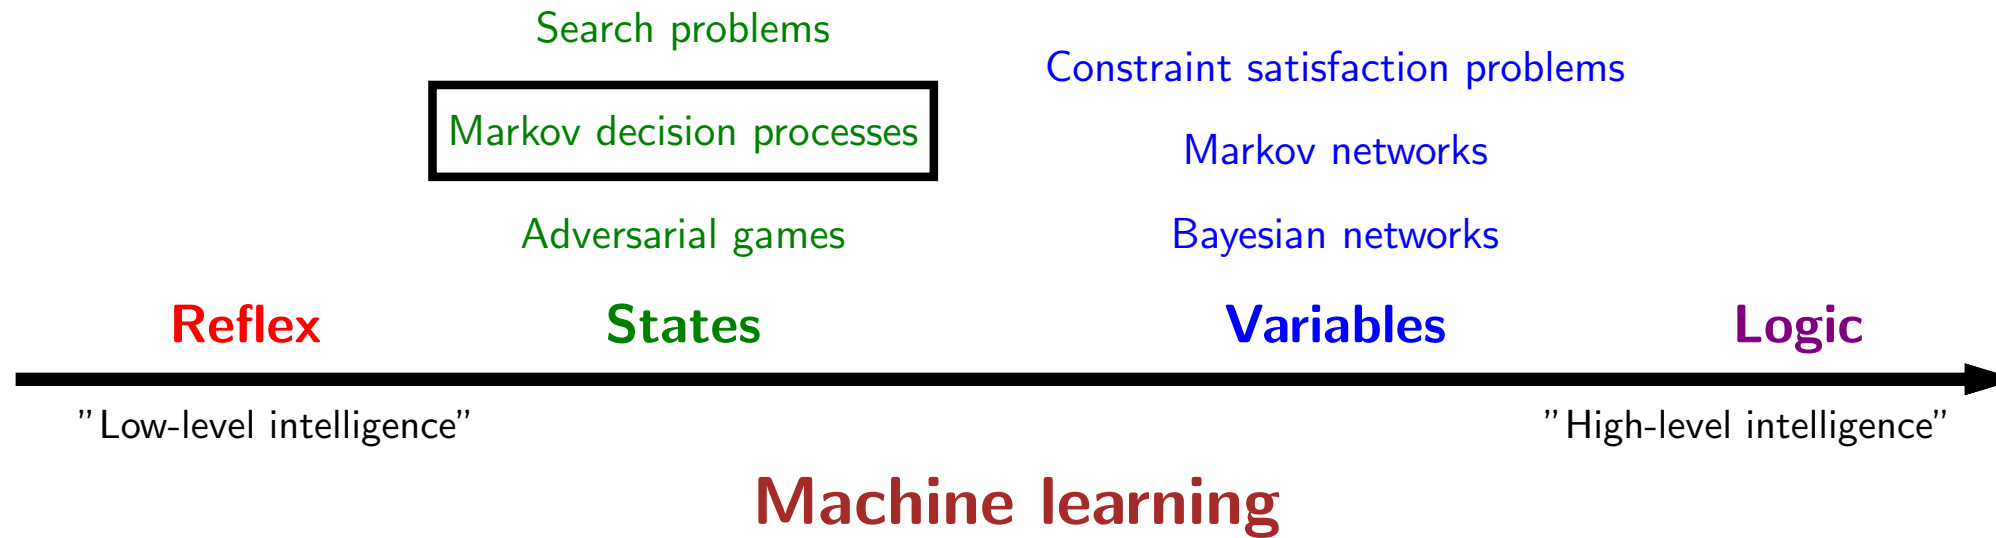 Search problems
Markov decision processes
Adversarial games
Constraint satisfaction problems
Markov networks
Bayesian networks
Reflex
States
Variables
Logic
"Low-level intelligence"
"High-level intelligence"
Machine learning